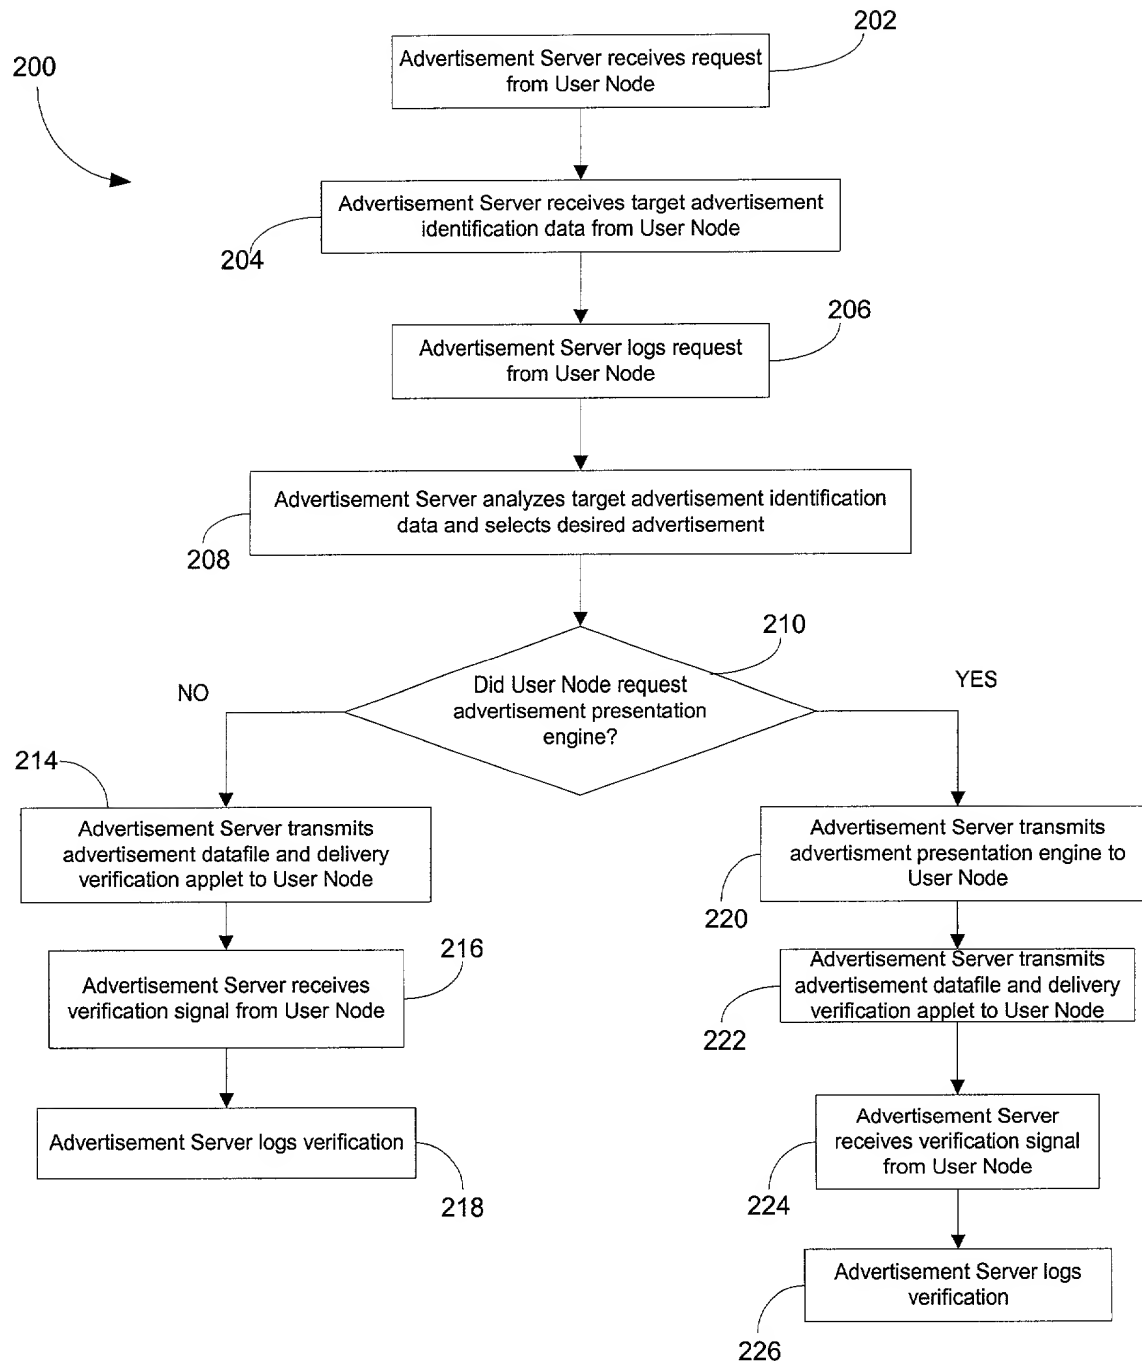 202
Advertisement Server receives request
from User Node
200
Advertisement Server receives target advertisement
identification data from User Node
204
206
Advertisement Server logs request
from User Node
Advertisement Server analyzes target advertisement identification
data and selects desired advertisement
208
210
Did User Node request
advertisement presentation
engine?
NO
YES
214
Advertisement Server transmits
advertisement datafile and delivery
verification applet to User Node
216
Advertisement Server receives
verification signal from User Node
Advertisement Server logs verification
218
Advertisement Server transmits
advertisment presentation engine to
User Node
220
Advertisement Server transmits
advertisement datafile and delivery
verification applet to User Node
222
Advertisement Server
receives verification signal
from User Node
224
Advertisement Server logs
verification
226